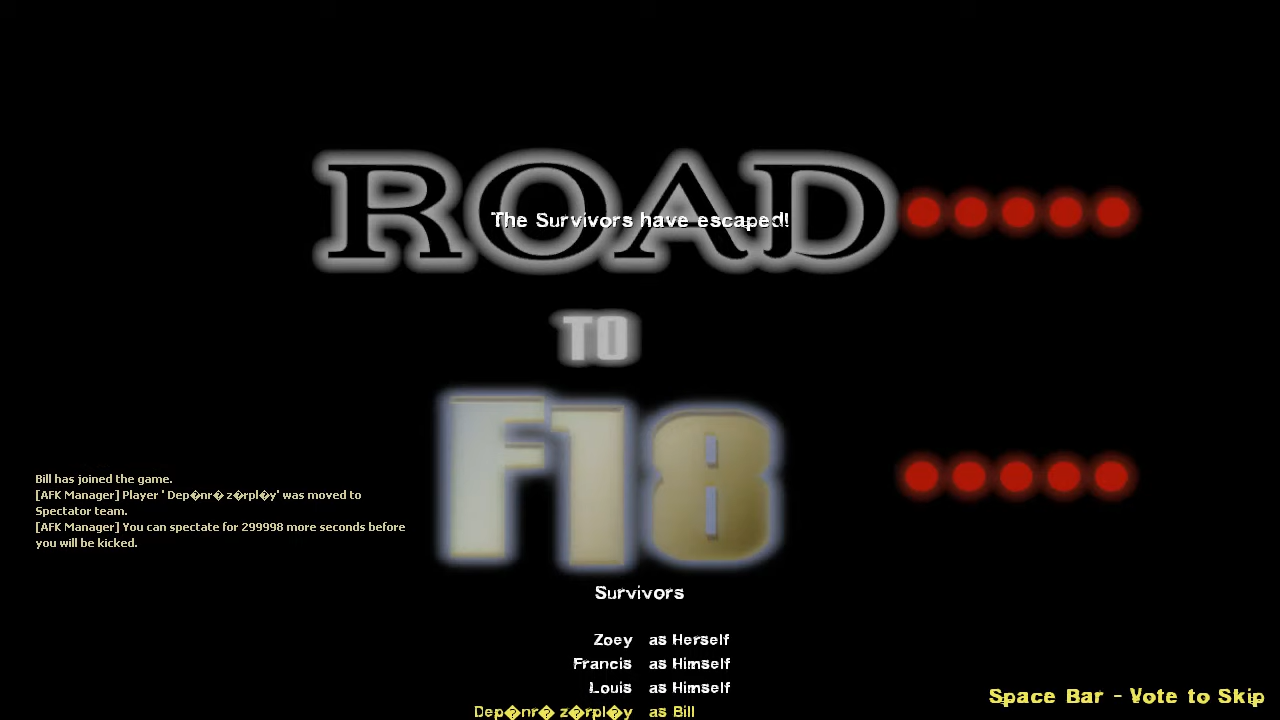 ROAD
The Survivors have escaped!
TO
F18
Bill has joined the game.
[AFK Manager] Player ' Dep�nr� z�rpl�y' was moved to
Spectator team.
[AFK Manager] You can spectate for 299998 more seconds before
you will be kicked.
Survivors
Zoey as Herself
Francis as Himself
Louis as Himself
Dep�nr� z�rpl�y as Bill
Space Bar - Vote to Skip